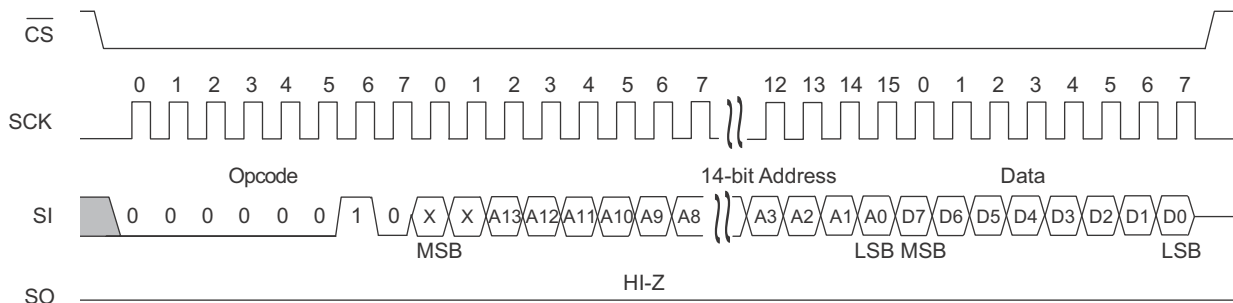 CS
0 1 2 3 4 5 6 7 0 1 2 3 4 5 6 7 12 13 14 15 0 1 2 3 4 5 6 7
SCK
Opcode 14-bit Address Data
SI 0 0 0 0 0 0 1 0 X X A13 A12 A11 A10 A9 A8 A3 A2 A1 A0 D7 D6 D5 D4 D3 D2 D1 D0
MSB LSB MSB LSB
HI-Z
SO